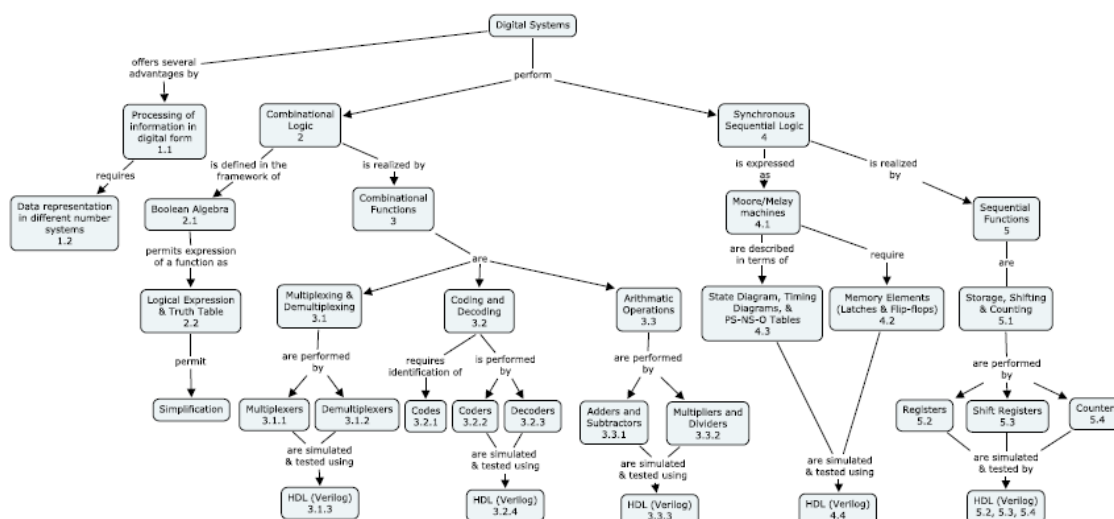 Digital Systems
offers several
advantages by
perform
Processing of
information in
digital form
1.1
Combinational
Logic
2
Synchronous
Sequential Logic
4
requires
is defined in the
framework of
is realized by
is expressed
as
is realized by
Data representation
in different number
systems
1.2
Boolean Algebra
2.1
Combinational
Functions
3
Moore/Melay
machines
4.1
Sequential
Functions
5
permits expression
of a function as
are
are described
in terms of
require
are
Logical Expression
& Truth Table
2.2
Multiplexing &
Demultiplexing
3.1
Coding and
Decoding
3.2
Arithmatic
Operations
3.3
State Diagram, Timing
Diagrams, &
PS-NS-O Tables
4.3
Memory Elements
(Latches & Flip-flops)
4.2
Storage, Shifting
& Counting
5.1
permit
are performed
by
requires
identification of
is performed
by
are performed
by
are performed
by
Simplification
Multiplexers
3.1.1
Demultiplexers
3.1.2
Codes
3.2.1
Coders
3.2.2
Decoders
3.2.3
Adders and
Subtractors
3.3.1
Multipliers and
Dividers
3.3.2
Registers
5.2
Shift Registers
5.3
Counter
5.4
are simulated
& tested using
are simulated
& tested using
are simulated
& tested using
are simulated
& tested using
are simulated
& tested by
HDL (Verilog)
3.1.3
HDL (Verilog)
3.2.4
HDL (Verilog)
3.3.3
HDL (Verilog)
4.4
HDL (Verilog)
5.2, 5.3, 5.4